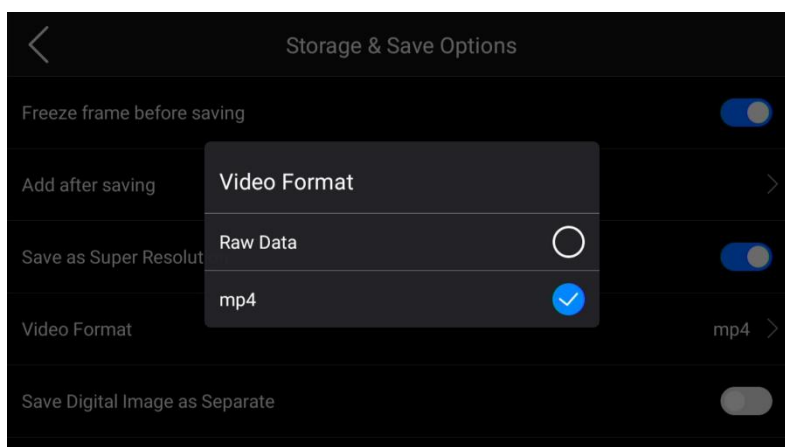 Storage & Save Options
Freeze frame before saving
Add after saving
Video Format
Raw Data
Save as Super Resolut
mp4
Video Format
mp4
Save Digital Image as Separate